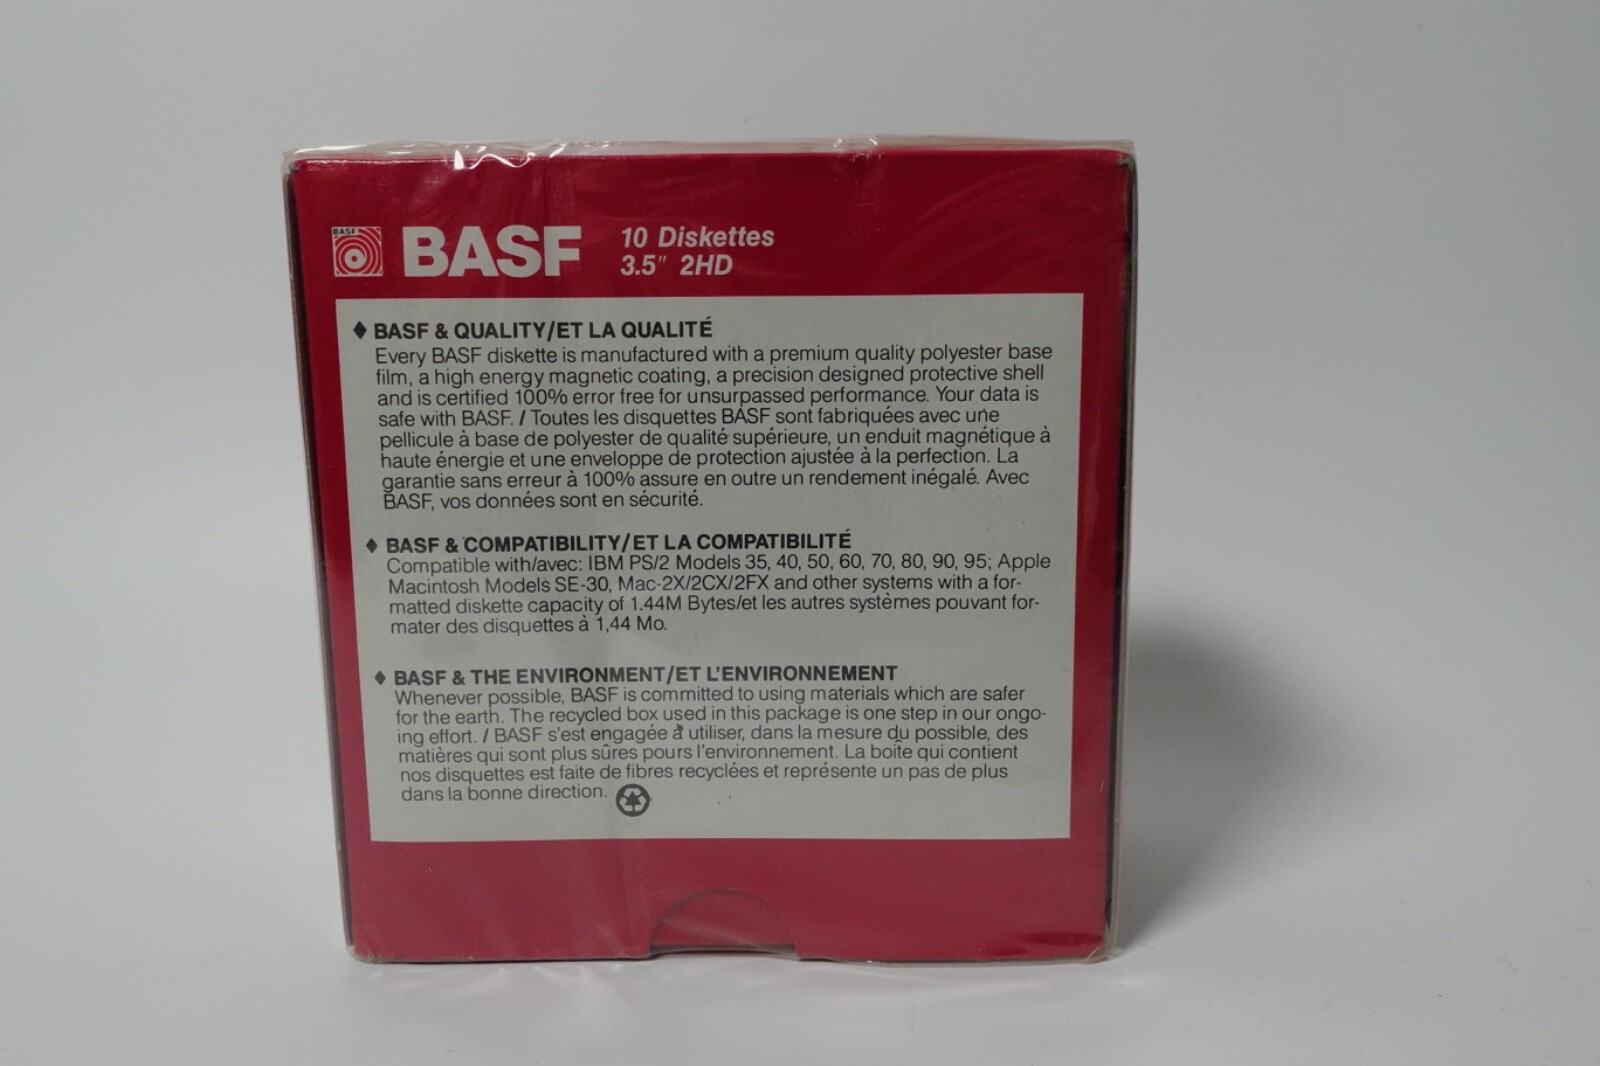 BASF
BASF
10 Diskettes
3.5" 2HD
♦ BASF & QUALITY/ET LA QUALITÉ
Every BASF diskette is manufactured with a premium quality polyester base
film, a high energy magnetic coating, a precision designed protective shell
and is certified 100% error free for unsurpassed performance. Your data is
safe with BASF. / Toutes les disquettes BASF sont fabriquées avec une
pellicule à base de polyester de qualité supérieure, un enduit magnétique à
haute énergie et une enveloppe de protection ajustée à la perfection. La
garantie sans erreur à 100% assure en outre un rendement inégalé. Avec
BASF, vos données sont en sécurité.
♦ BASF & COMPATIBILITY/ET LA COMPATIBILITÉ
Compatible with/avec: IBM PS/2 Models 35, 40, 50, 60, 70, 80, 90, 95; Apple
Macintosh Models SE-30, Mac-2X/2CX/2FX and other systems with a for-
matted diskette capacity of 1.44M Bytes/et les autres systèmes pouvant for-
mater des disquettes à 1,44 Mo.
♦ BASF & THE ENVIRONMENT/ET L'ENVIRONNEMENT
Whenever possible, BASF is committed to using materials which are safer
for the earth. The recycled box used in this package is one step in our ongo-
ing effort. / BASF s'est engagée à utiliser, dans la mesure du possible, des
matières qui sont plus sûres pours l'environnement. La boîte qui contient
nos disquettes est faite de fibres recyclées et représente un pas de plus
dans la bonne direction.